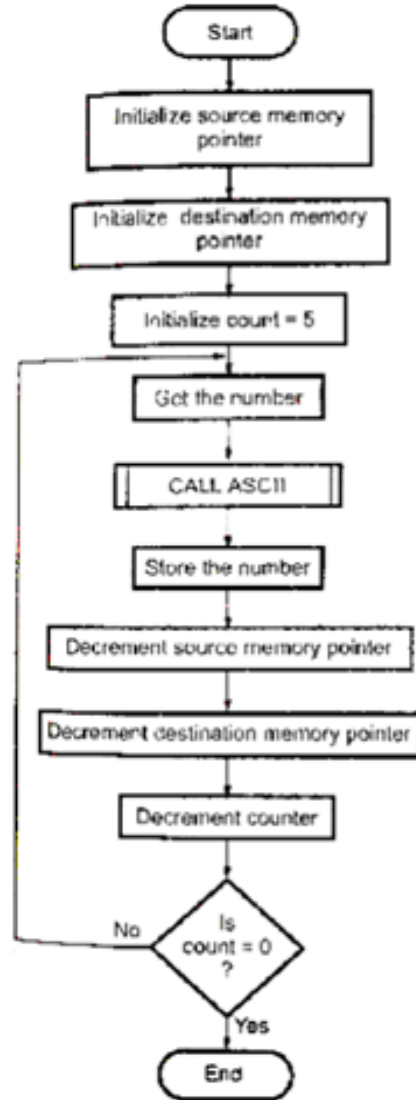 Start
Initialize source memory
pointer
Initialize destination memory
pointer
Initialize count = 5
Get the number
CALL ASCII
Store the number
Decrement source memory pointer
Decrement destination memory pointer
Decrement counter
No
Is
count = 0
?
Yes
End